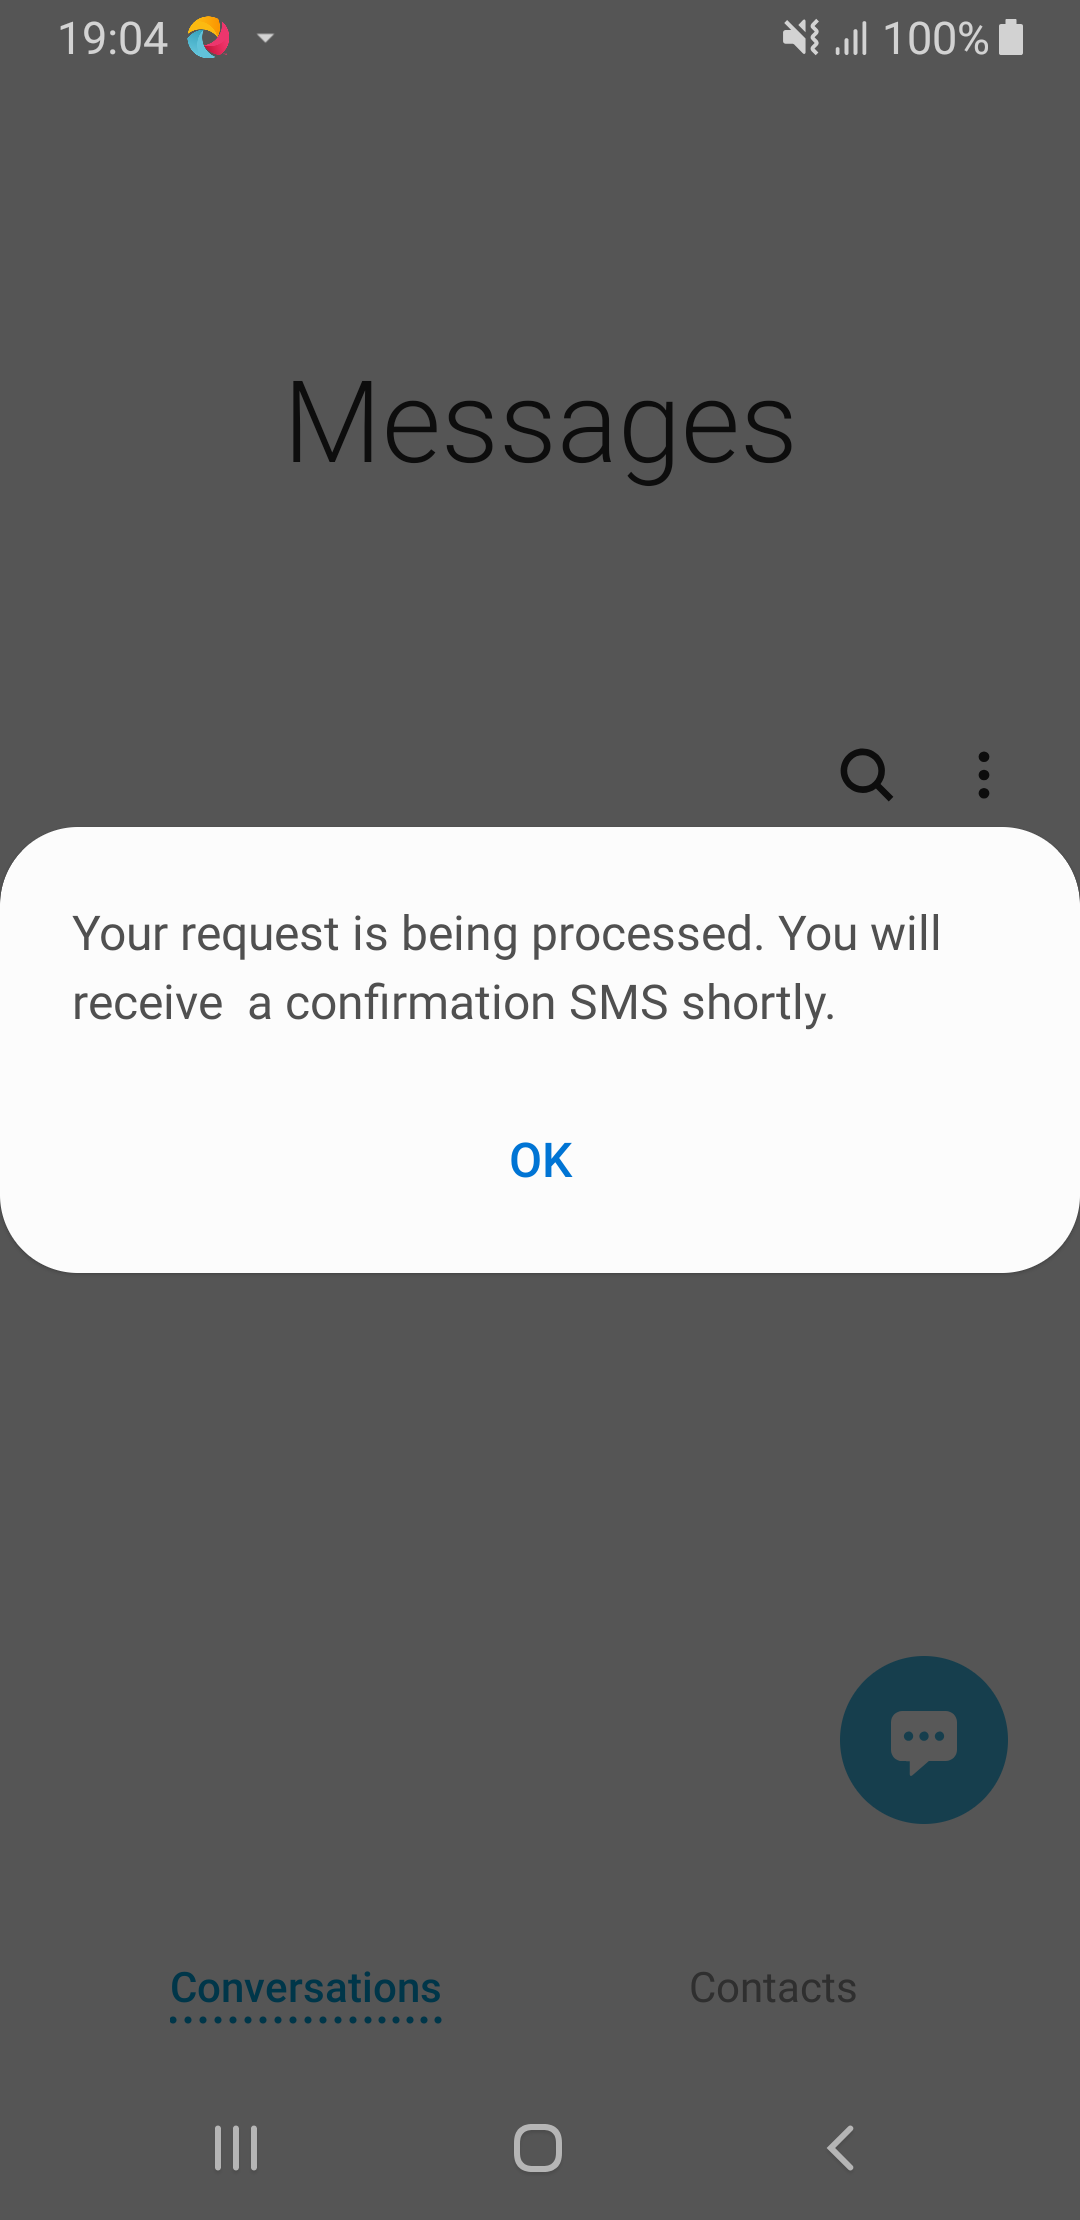 19:04
100%
Messages
Your request is being processed. You will
receive  a confirmation SMS shortly.
OK
Conversations
Contacts